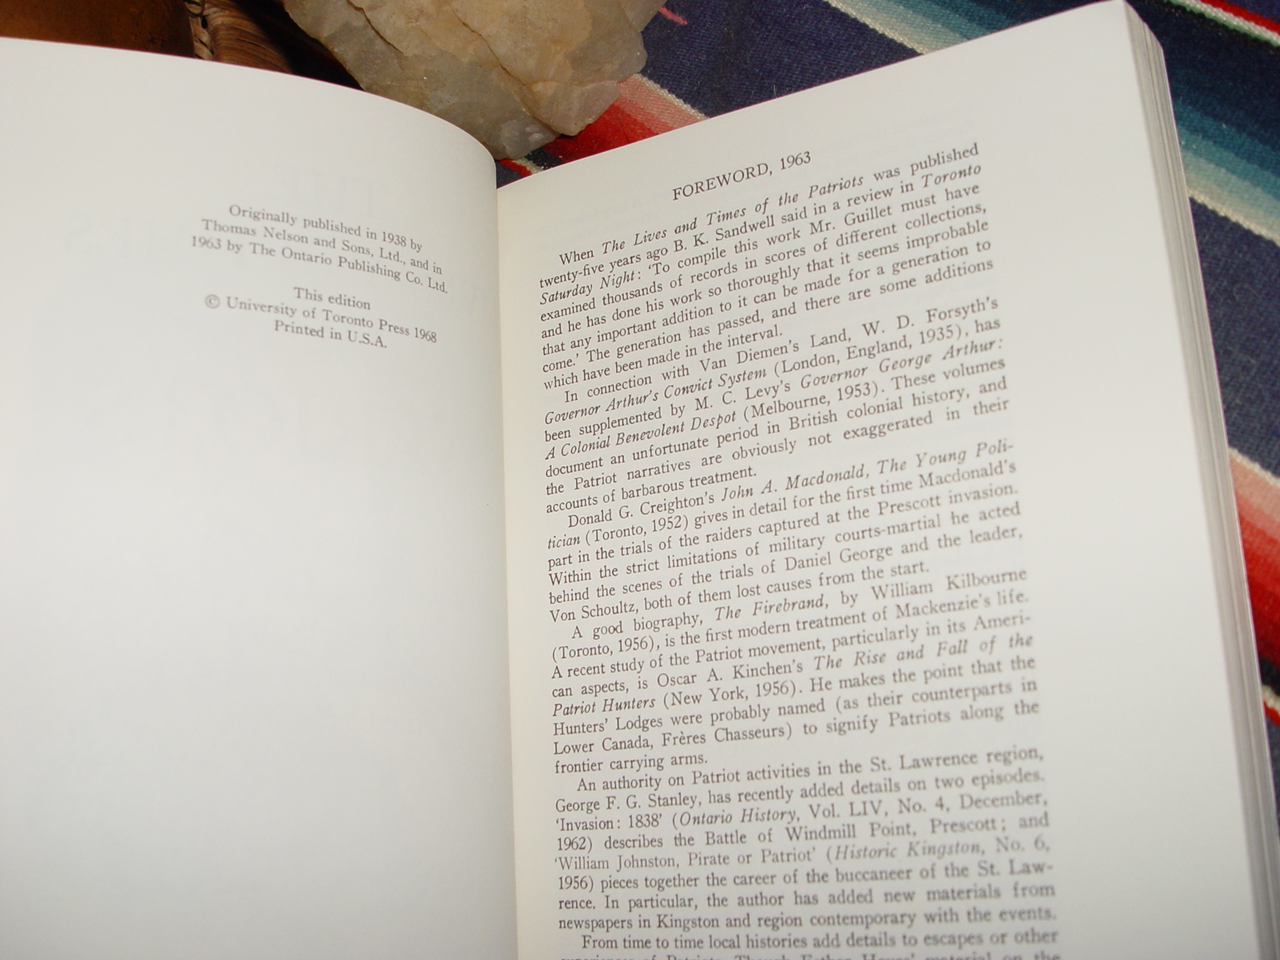 Originally published in 1938 by
Thomas Nelson and Sons, Ltd., and in
1963 by The Ontario Publishing Co. Ltd.
This edition
© University of Toronto Press 1968
Printed in U.S.A.
FOREWORD, 1963
When The Lives and Times of the Patriots was published
twenty-five years ago B. K. Sandwell said in a review in Toronto
Saturday Night: 'To compile this work Mr. Guillet must have
examined thousands of records in scores of different collections,
and he has done his work so thoroughly that it seems improbable
that any important addition to it can be made for a generation to
come.' The generation has passed, and there are some additions
which have been made in the interval.
In connection with Van Diemen's Land, W. D. Forsyth's
Governor Arthur's Convict System (London, England, 1935), has
been supplemented by M. C. Levy's Governor George Arthur:
A Colonial Benevolent Despot (Melbourne, 1953). These volumes
document an unfortunate period in British colonial history, and
the Patriot narratives are obviously not exaggerated in their
accounts of barbarous treatment.
Donald G. Creighton's John A. Macdonald, The Young Poli-
tician (Toronto, 1952) gives in detail for the first time Macdonald's
part in the trials of the raiders captured at the Prescott invasion.
Within the strict limitations of military courts-martial he acted
behind the scenes of the trials of Daniel George and the leader,
Von Schoultz, both of them lost causes from the start.
A good biography, The Firebrand, by William Kilbourne
(Toronto, 1956), is the first modern treatment of Mackenzie's life.
A recent study of the Patriot movement, particularly in its Ameri-
can aspects, is Oscar A. Kinchen's The Rise and Fall of the
Patriot Hunters (New York, 1956). He makes the point that the
Hunters' Lodges were probably named (as their counterparts in
Lower Canada, Frères Chasseurs) to signify Patriots along the
frontier carrying arms.
An authority on Patriot activities in the St. Lawrence region,
George F. G. Stanley, has recently added details on two episodes.
'Invasion: 1838' (Ontario History, Vol. LIV, No. 4, December,
1962) describes the Battle of Windmill Point, Prescott; and
'William Johnston, Pirate or Patriot' (Historic Kingston, No. 6,
1956) pieces together the career of the buccaneer of the St. Law-
rence. In particular, the author has added new materials from
newspapers in Kingston and region contemporary with the events.
From time to time local histories add details to escapes or other